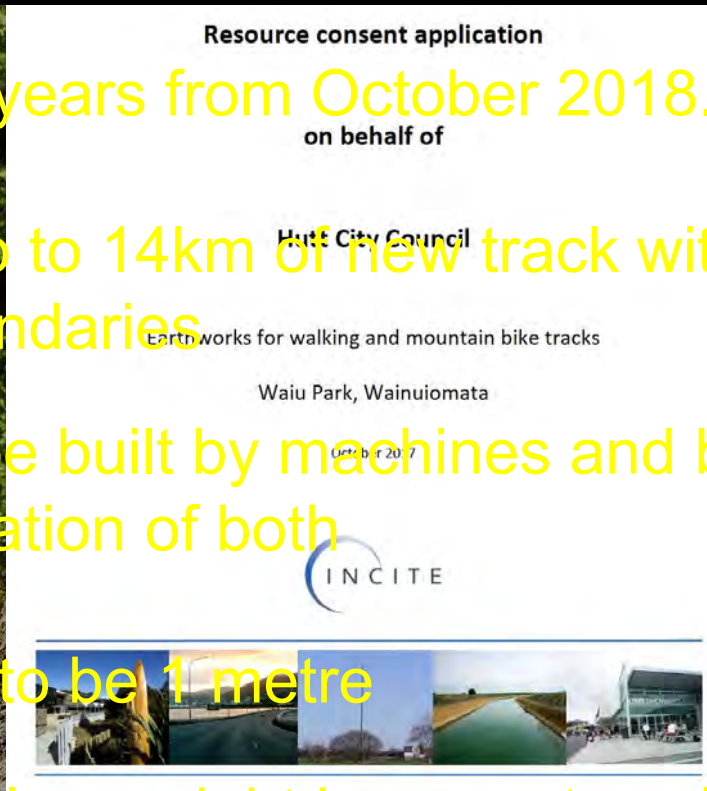 Resource consent application
years from October 2018.
on behalf of
to 14km of new track wit
Hutt City Council
ndaries
Earthworks for walking and mountain bike tracks
Waiu Park, Wainuiomata
e built by machines and b
October 2017
ation of both
INCITE
to be 1 metre